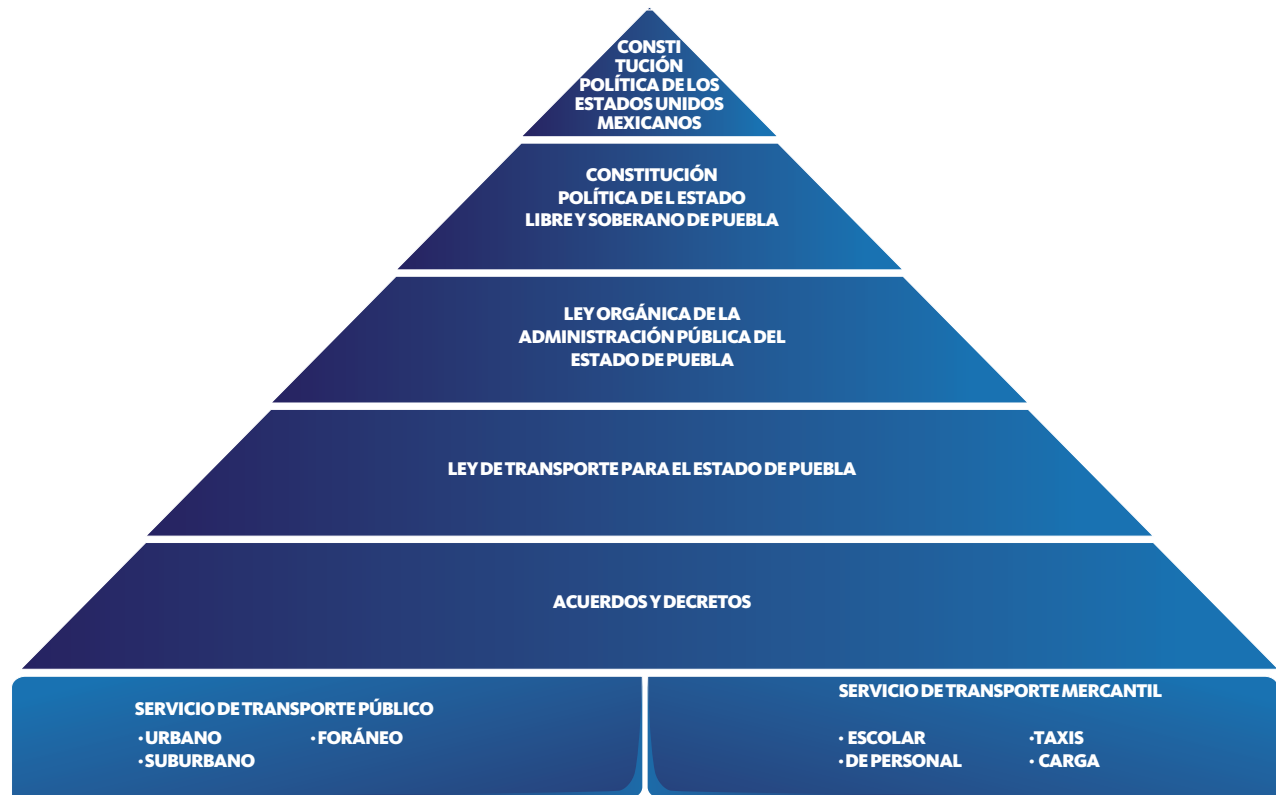 CONSTI
TUCIÓN
POLÍTICA DE LOS
ESTADOS UNIDOS
MEXICANOS
CONSTITUCIÓN
POLÍTICA DE L ESTADO
LIBRE Y SOBERANO DE PUEBLA
LEY ORGÁNICA DE LA
ADMINISTRACIÓN PÚBLICA DEL
ESTADO DE PUEBLA
LEY DE TRANSPORTE PARA EL ESTADO DE PUEBLA
ACUERDOS Y DECRETOS
SERVICIO DE TRANSPORTE PÚBLICO
· URBANO · FORÁNEO
· SUBURBANO
SERVICIO DE TRANSPORTE MERCANTIL
· ESCOLAR · TAXIS
· DE PERSONAL · CARGA